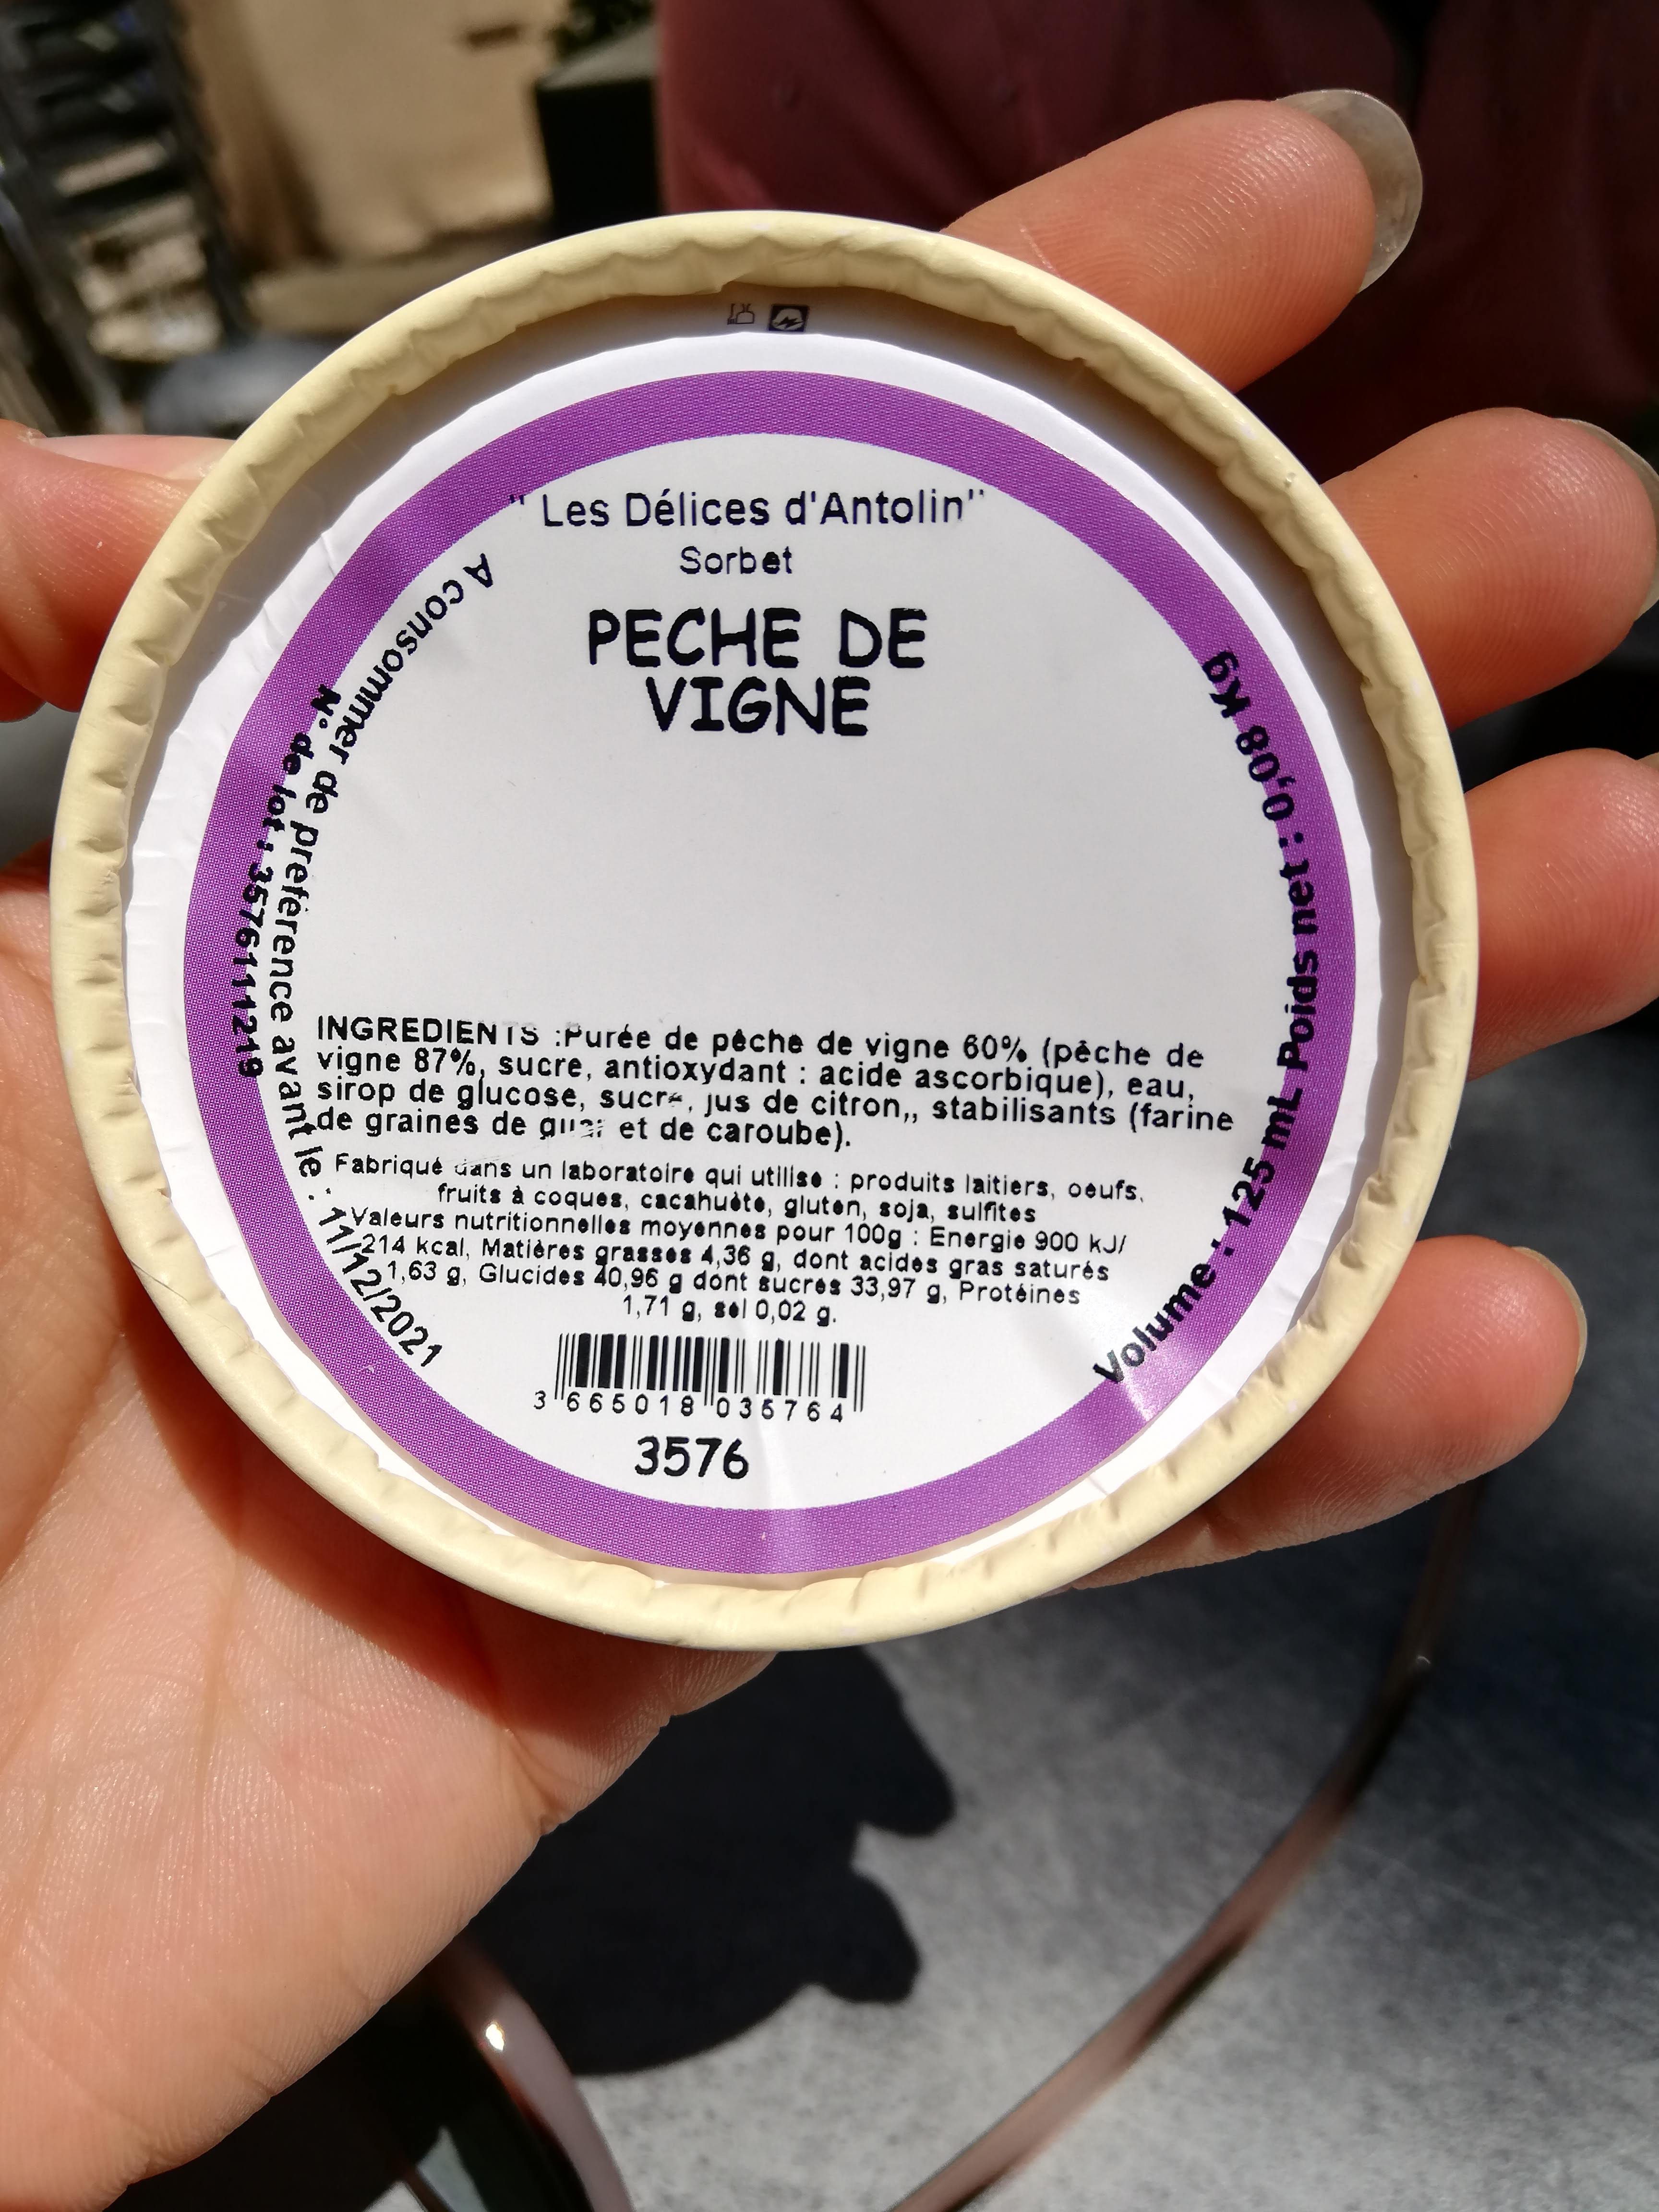 " Les Délices d'Antolin"
Sorbet
PECHE DE
VIGNE
A consommer de préférence avant le : 11/12/2021
N° de lot : 3576111219
Volume : 125 mL Poids net : 0,08 Kg
INGREDIENTS :Purée de pêche de vigne 60% (pêche de
vigne 87%, sucre, antioxydant : acide ascorbique), eau,
sirop de glucose, sucre, jus de citron,, stabilisants (farine
de graines de guar et de caroube).
Fabriqué dans un laboratoire qui utilise : produits laitiers, oeufs,
fruits à coques, cacahuète, gluten, soja, sulfites
Valeurs nutritionnelles moyennes pour 100g : Energie 900 kJ/
214 kcal, Matières grasses 4,36 g, dont acides gras saturés
1,63 g, Glucides 40,96 g dont sucres 33,97 g, Protéines
1,71 g, sel 0,02 g.
3 665018 035764
3576